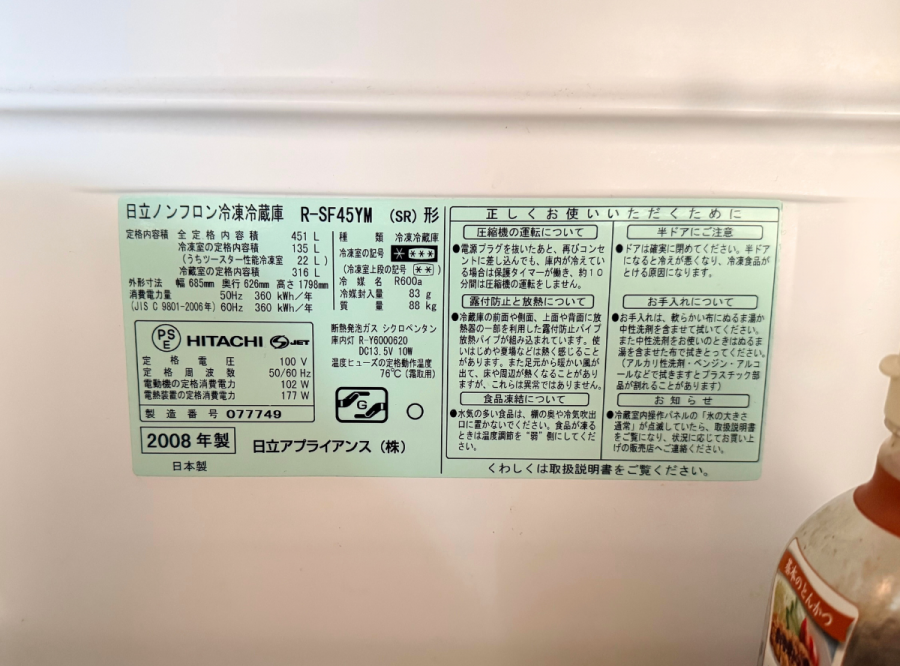 日立ノンフロン冷凍冷蔵庫 R-SF45YM (SR) 形
定格内容積 全定格内容積 451 L
冷凍室の定格内容積 135 L
(うちツースター性能冷凍室 22 L)
冷蔵室の定格内容積 316 L
外形寸法 幅 685mm 奥行 626mm 高さ 1798mm
消費電力量 50Hz 360 kWh/年
(JIS C 9801-2006年) 60Hz 360 kWh/年
種類 冷凍冷蔵庫
冷凍室の記号 ****
(冷凍室上段の記号 **)
冷媒名 R600a
冷媒封入量 83 g
質量 88 kg
PSE HITACHI JET
定格電圧 100 V
定格周波数 50/60 Hz
電動機の定格消費電力 102 W
電熱装置の定格消費電力 177 W
製造番号 077749
断熱発泡ガス シクロペンタン
庫内灯 R-Y6000620
DC13.5V 10W
温度ヒューズの定格動作温度
76℃(霜取用)
G
2008 年製
日立アプライアンス(株)
日本製
正しくお使いいただくために
圧縮機の運転について
●電源プラグを抜いたあと、再びコンセ
ントに差し込んでも、庫内が冷えてい
る場合は保護タイマーが働き、約10
分間は圧縮機の運転をしません。
露付防止と放熱について
●冷蔵庫の前面や側面、上面や背面に放
熱器の一部を利用した露付防止パイプ
放熱パイプが組み込まれています。使
いはじめや夏場などは熱く感じること
があります。また足元から暖かい風が
出て、床や周辺が熱くなることがあり
ますが、これらは異常ではありません。
食品凍結について
●水気の多い食品は、棚の奥や冷気吹出
口に置かないでください。食品が凍る
ときは温度調節を“弱”側にしてくだ
さい。
半ドアにご注意
●ドアは確実に閉めてください。半ドア
になると冷えが悪くなり、冷凍食品が
とける原因になります。
お手入れについて
●お手入れは、軟らかい布にぬるま湯か
中性洗剤を含ませて拭いてください。
また中性洗剤をお使いのときはぬるま
湯を含ませた布で拭きとってください。
(アルカリ性洗剤・ベンジン・アルコ
ールなどで拭きますとプラスチック部
品が割れることがあります)
お知らせ
●冷蔵室内操作パネルの「氷の大きさ
通常」が点滅していたら、取扱説明書
をご覧になり、状況に応じてお買い上
げの販売店へご連絡ください。
くわしくは取扱説明書をご覧ください。
基本のとんかつ